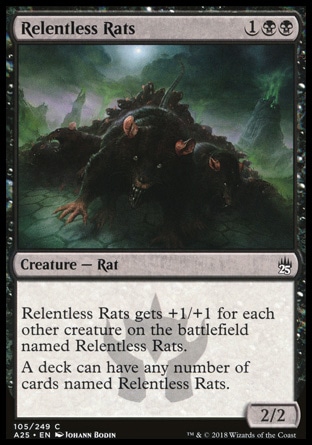 Relentless Rats 1
Creature — Rat 25
Relentless Rats gets +1/+1 for each
other creature on the battlefield
named Relentless Rats.
A deck can have any number of
cards named Relentless Rats.
2/2
105/249 C
A25 • EN Johann Bodin ™ & © 2018 Wizards of the Coast